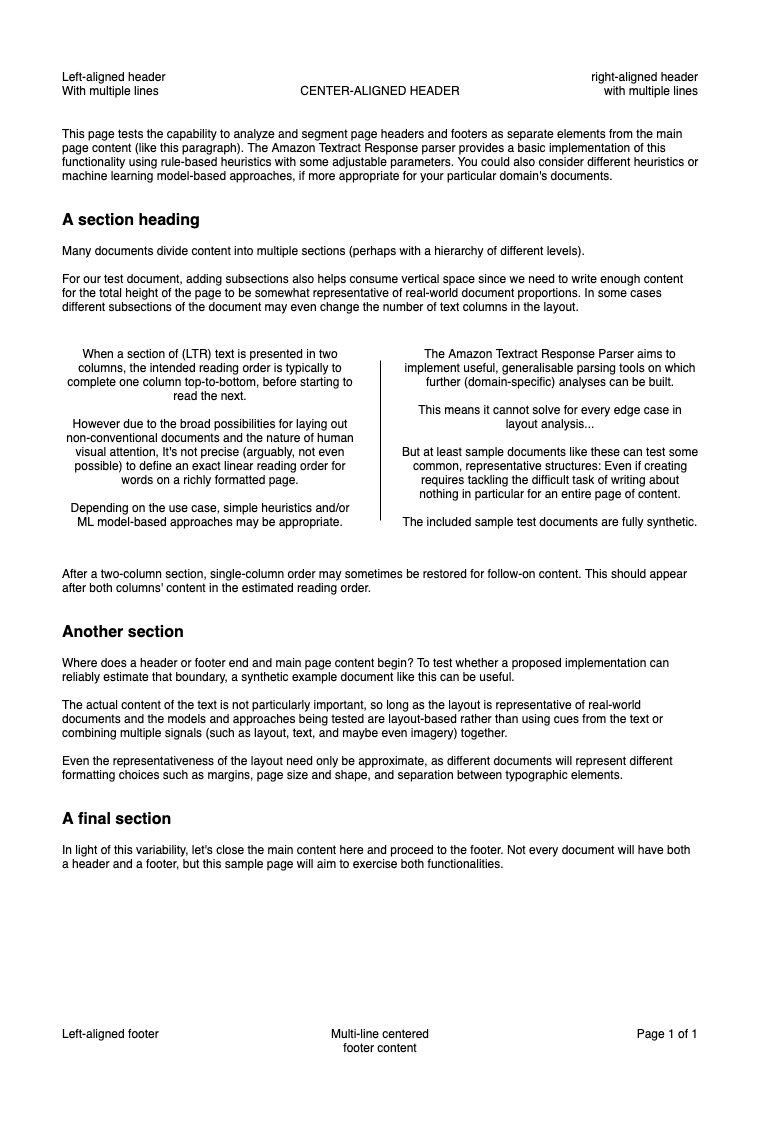 Left-aligned header
With multiple lines
CENTER-ALIGNED HEADER
right-aligned header
with multiple lines
This page tests the capability to analyze and segment page headers and footers as separate elements from the main
page content (like this paragraph). The Amazon Textract Response parser provides a basic implementation of this
functionality using rule-based heuristics with some adjustable parameters. You could also consider different heuristics or
machine learning model-based approaches, if more appropriate for your particular domain's documents.
A section heading
Many documents divide content into multiple sections (perhaps with a hierarchy of different levels).
For our test document, adding subsections also helps consume vertical space since we need to write enough content
for the total height of the page to be somewhat representative of real-world document proportions. In some cases
different subsections of the document may even change the number of text columns in the layout.
When a section of (LTR) text is presented in two
columns, the intended reading order is typically to
complete one column top-to-bottom, before starting to
read the next.
However due to the broad possibilities for laying out
non-conventional documents and the nature of human
visual attention, It's not precise (arguably, not even
possible) to define an exact linear reading order for
words on a richly formatted page.
Depending on the use case, simple heuristics and/or
ML model-based approaches may be appropriate.
The Amazon Textract Response Parser aims to
implement useful, generalisable parsing tools on which
further (domain-specific) analyses can be built.
This means it cannot solve for every edge case in
layout analysis...
But at least sample documents like these can test some
common, representative structures: Even if creating
requires tackling the difficult task of writing about
nothing in particular for an entire page of content.
The included sample test documents are fully synthetic.
After a two-column section, single-column order may sometimes be restored for follow-on content. This should appear
after both columns' content in the estimated reading order.
Another section
Where does a header or footer end and main page content begin? To test whether a proposed implementation can
reliably estimate that boundary, a synthetic example document like this can be useful.
The actual content of the text is not particularly important, so long as the layout is representative of real-world
documents and the models and approaches being tested are layout-based rather than using cues from the text or
combining multiple signals (such as layout, text, and maybe even imagery) together.
Even the representativeness of the layout need only be approximate, as different documents will represent different
formatting choices such as margins, page size and shape, and separation between typographic elements.
A final section
In light of this variability, let's close the main content here and proceed to the footer. Not every document will have both
a header and a footer, but this sample page will aim to exercise both functionalities.
Left-aligned footer
Multi-line centered
footer content
Page 1 of 1